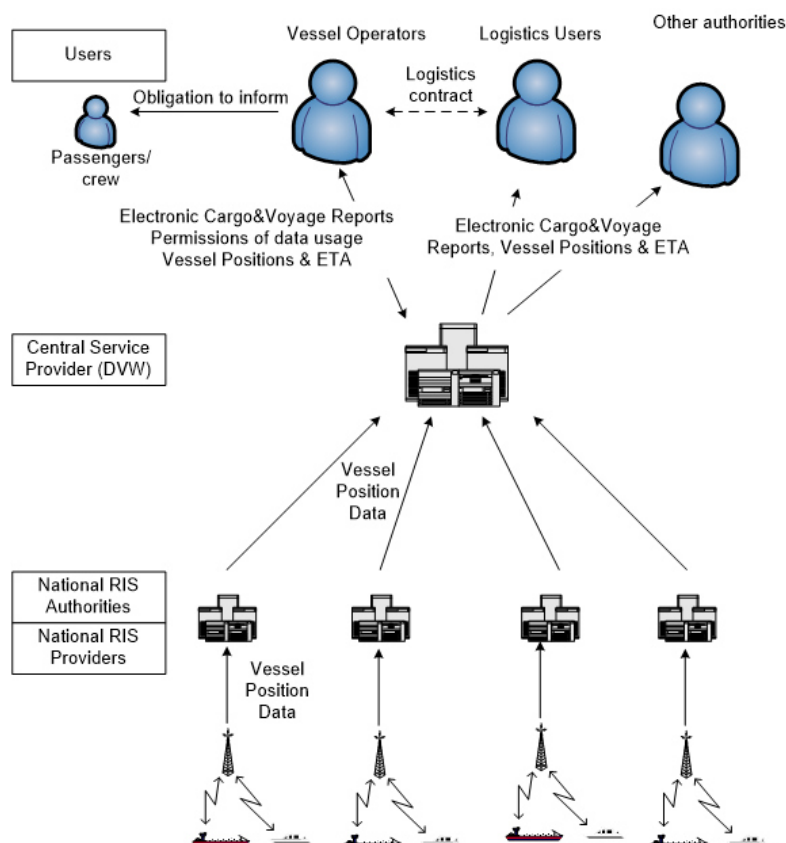 Vessel Operators
Logistics Users
Other authorities
Users
Obligation to inform
Logistics
contract
Passengers/
crew
Electronic Cargo&Voyage Reports
Permissions of data usage
Vessel Positions & ETA
Electronic Cargo&Voyage
Reports, Vessel Positions & ETA
Central Service
Provider (DVW)
Vessel
Position
Data
National RIS
Authorities
National RIS
Providers
Vessel
Position
Data